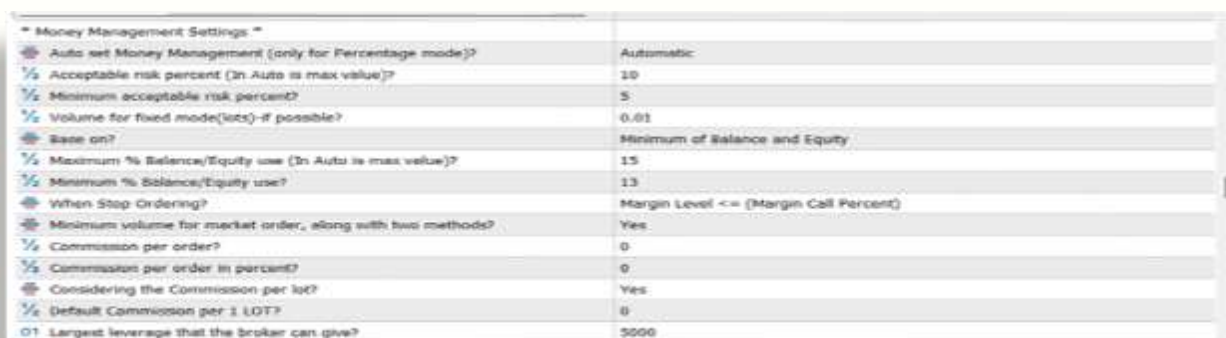 * Money Management Settings *
Auto set Money Management (only for Percentage mode)? Automatic
Acceptable risk percent (In Auto is max value)? 10
Minimum acceptable risk percent? 5
Volume for fixed mode(lots)-if possible? 0.01
Base on? Minimum of Balance and Equity
Maximum % Balance/Equity use (In Auto is max value)? 15
Minimum % Balance/Equity use? 13
When Stop Ordering? Margin Level <= (Margin Call Percent)
Minimum volume for market order, along with two methods? Yes
Commission per order? 0
Commission per order in percent? 0
Considering the Commission per lot? Yes
Default Commission per 1 LOT? 0
01 Largest leverage that the broker can give? 5000